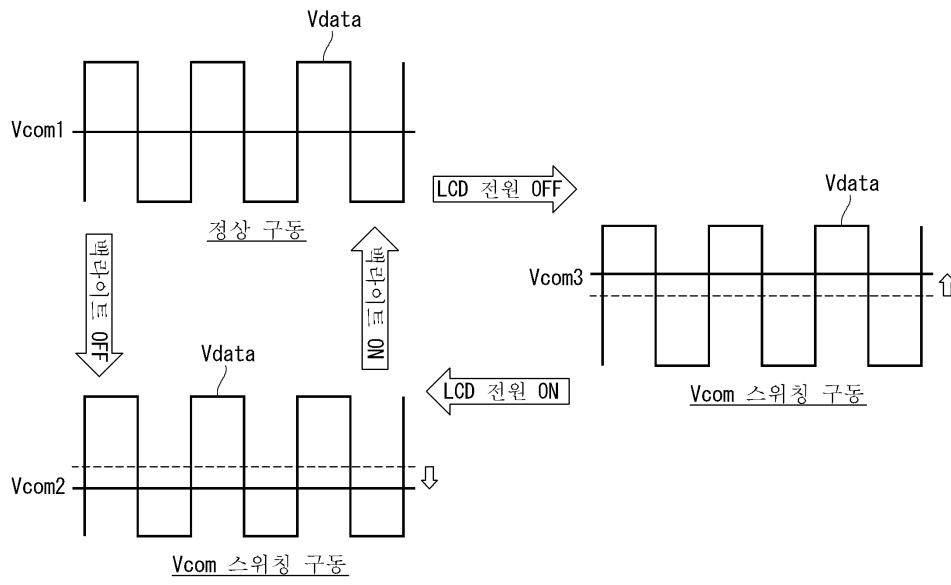 Vdata
Vcom1
정상 구동
LCD 전원 OFF
Vdata
Vcom3
Vcom 스위칭 구동
백라이트 OFF
백라이트 ON
LCD 전원 ON
Vdata
Vcom2
Vcom 스위칭 구동